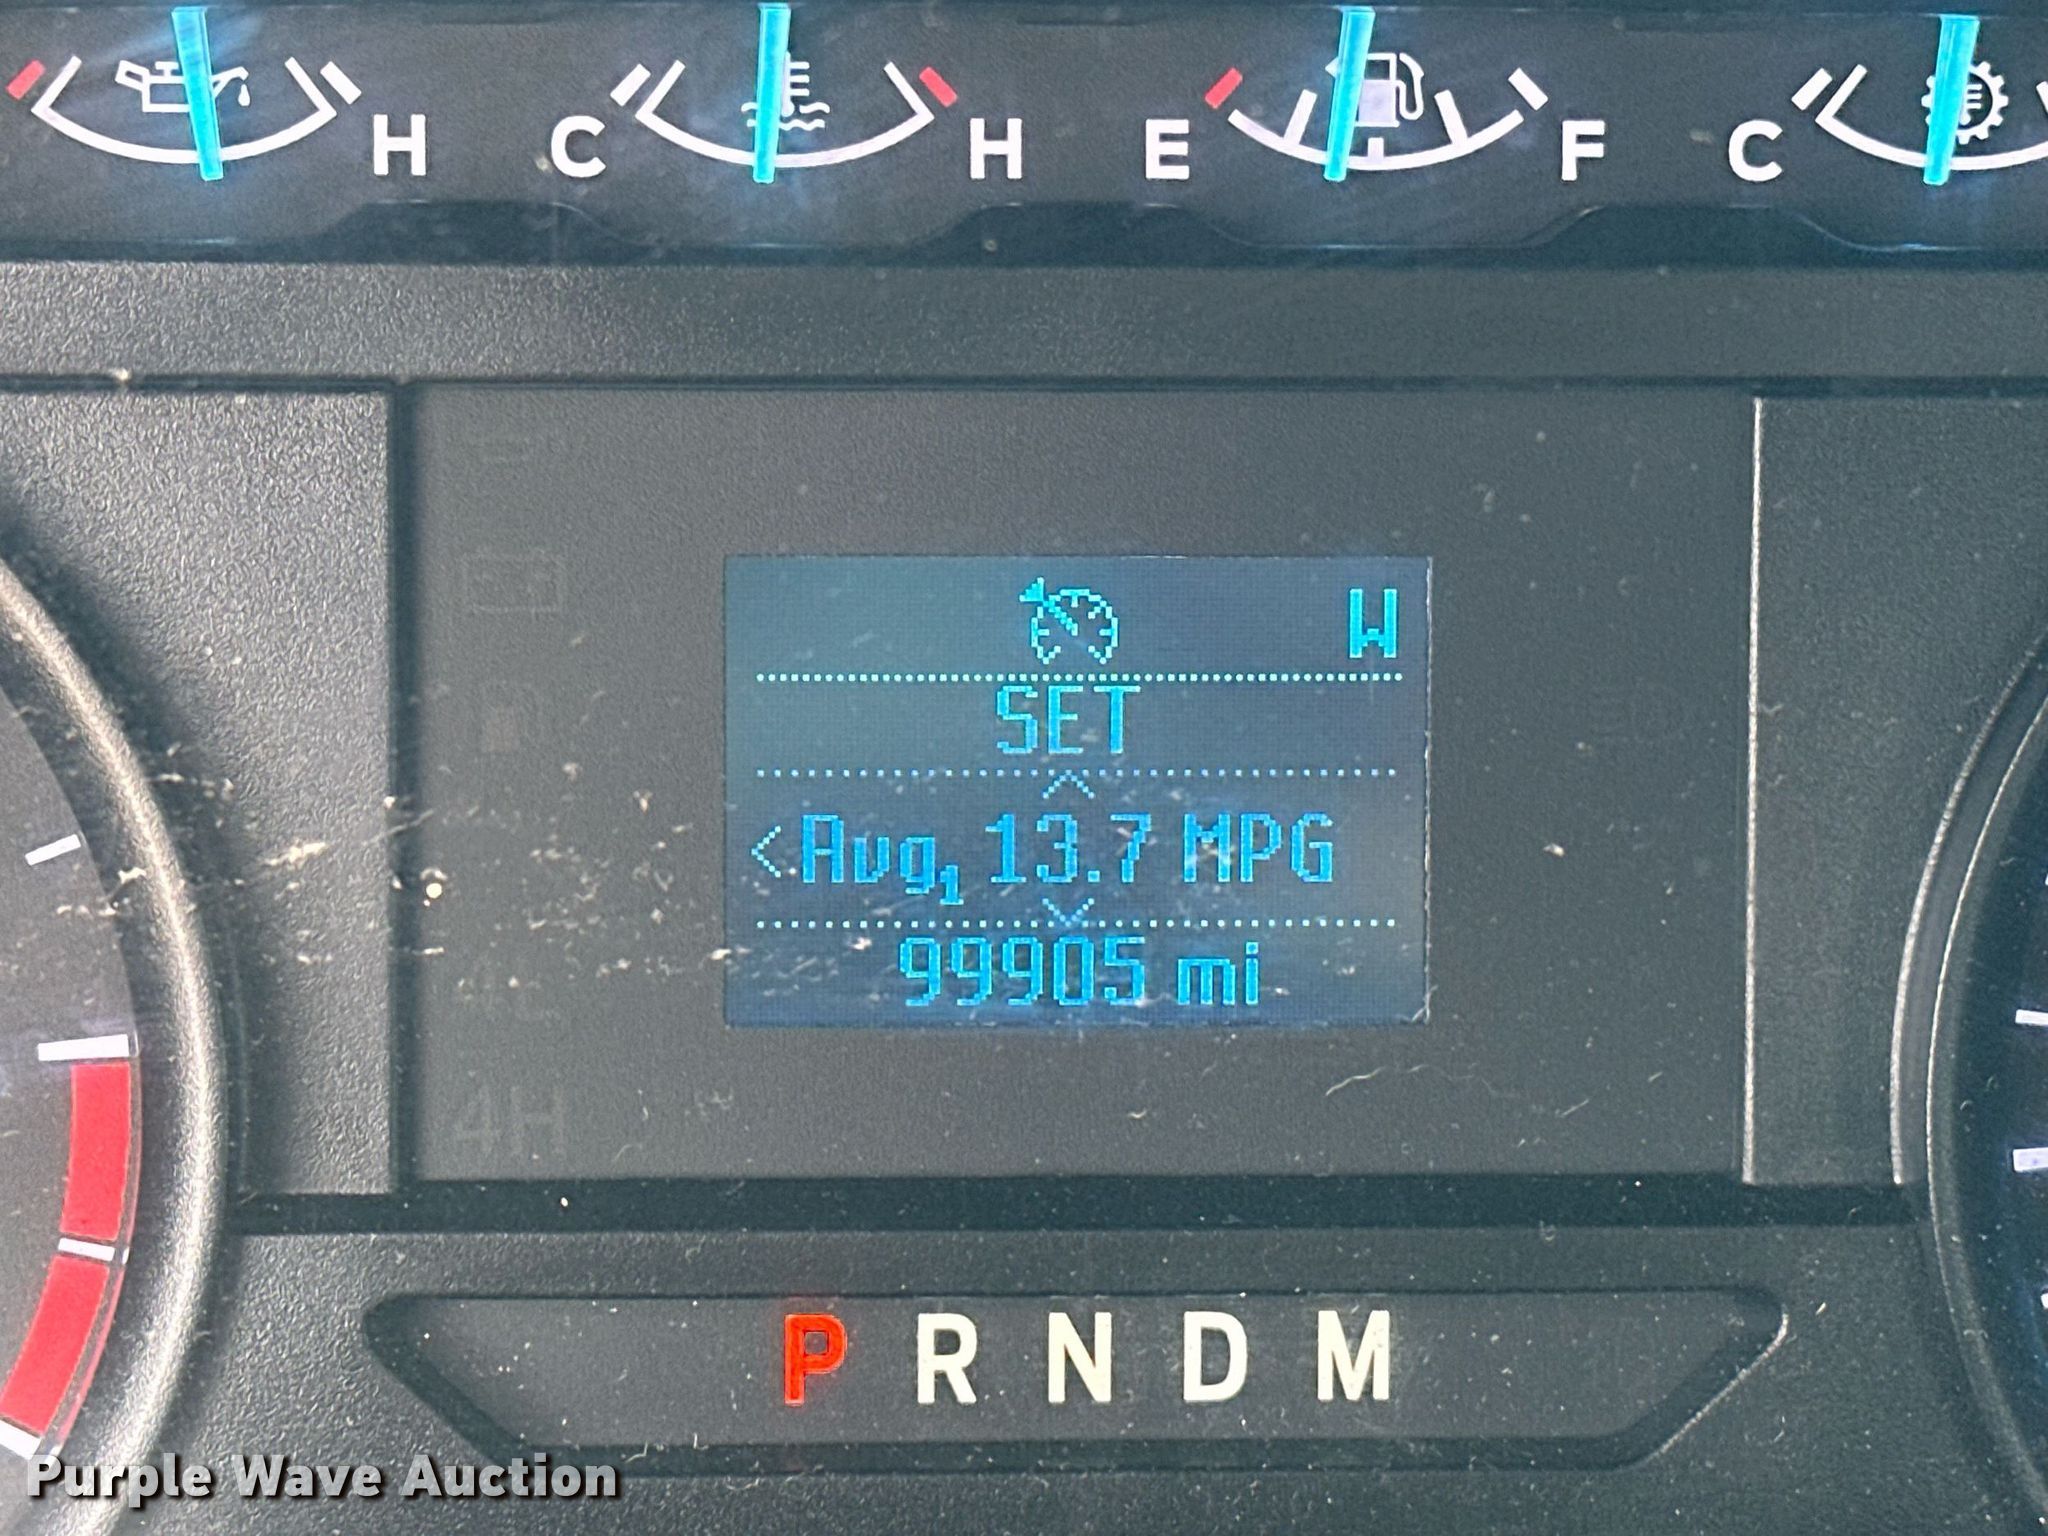 H C H E F C
W
SET
<Avg1 13.7 MPG
99905 mi
4H
P R N D M
Purple Wave Auction